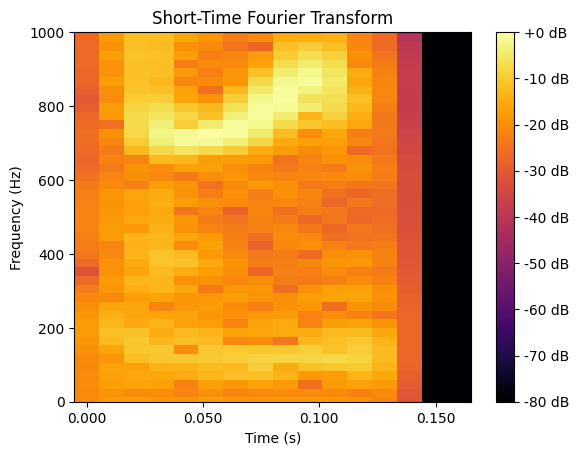 Short-Time Fourier Transform
1000
800
600
400
200
0
Frequency (Hz)
0.000
0.050
0.100
0.150
Time (s)
+0 dB
-10 dB
-20 dB
-30 dB
-40 dB
-50 dB
-60 dB
-70 dB
-80 dB